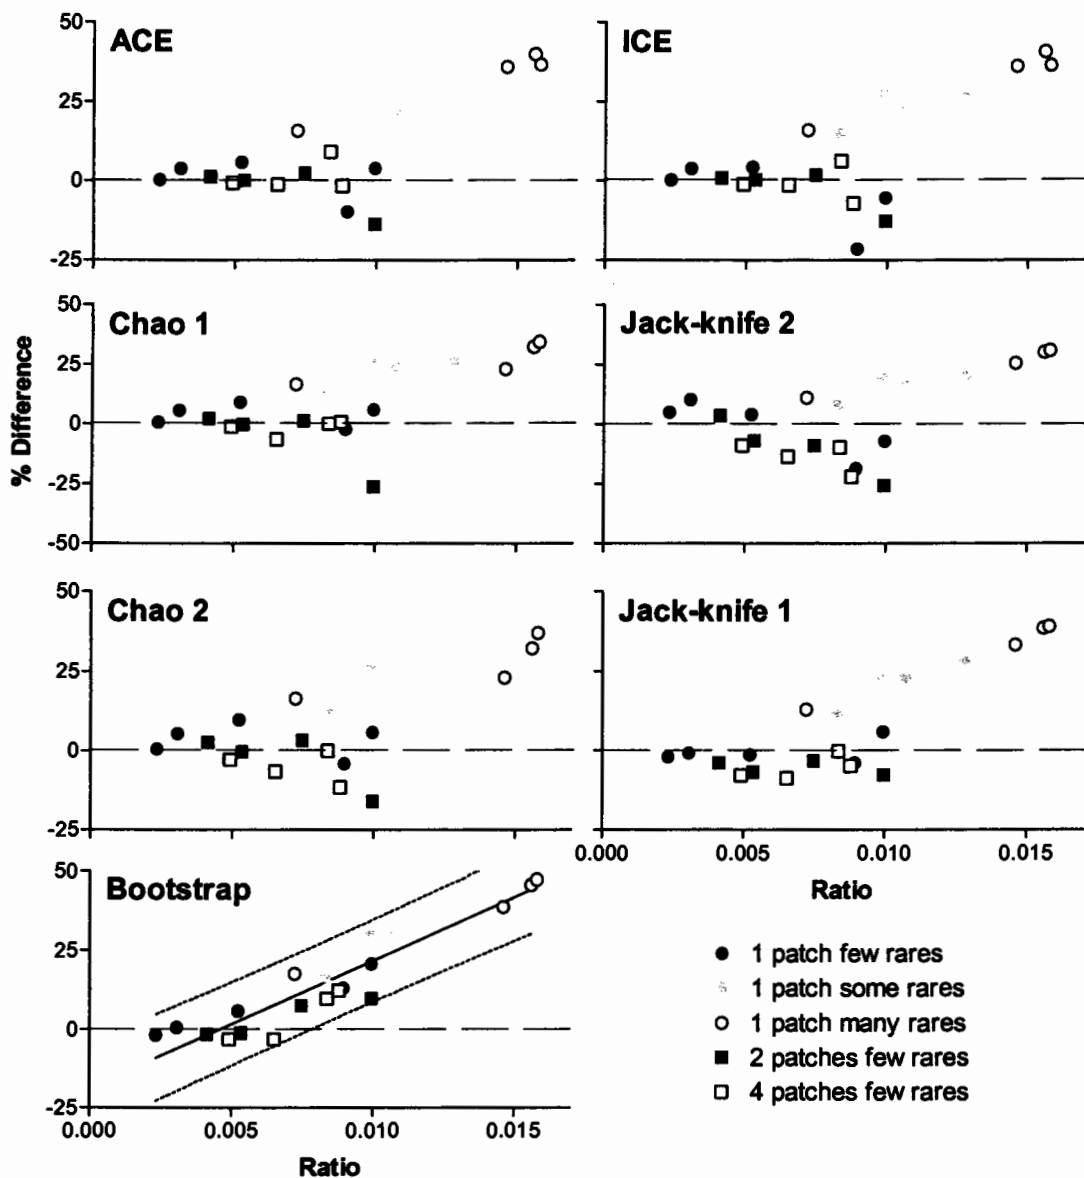 ACE
50
25
0
-25
ICE
Chao 1
50
25
0
-25
-50
Jack-knife 2
% Difference
Chao 2
50
25
0
-25
Jack-knife 1
0.000 0.005 0.010 0.015
Ratio
Bootstrap
50
25
0
-25
0.000 0.005 0.010 0.015
Ratio
1 patch few rares
1 patch some rares
1 patch many rares
2 patches few rares
4 patches few rares